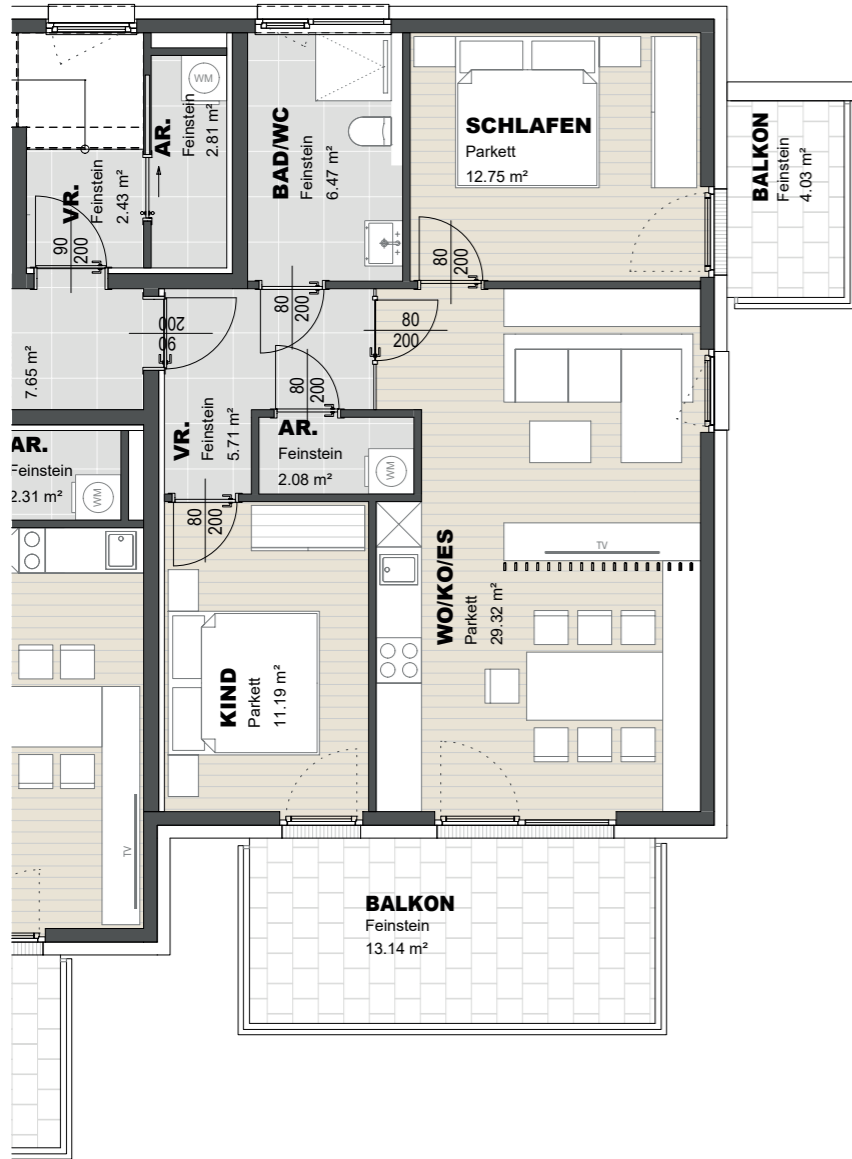 WM
AR.
Feinstein
2.81 m²
VR.
Feinstein
2.43 m²
90
200
BAD/WC
Feinstein
6.47 m²
SCHLAFEN
Parkett
12.75 m²
BALKON
Feinstein
4.03 m²
80
200
80
200
80
200
90
200
7.65 m²
80
200
VR.
Feinstein
5.71 m²
AR.
Feinstein
2.08 m²
WM
AR.
Feinstein
2.31 m²
WM
80
200
TV
WO/KO/ES
Parkett
29.32 m²
KIND
Parkett
11.19 m²
TV
BALKON
Feinstein
13.14 m²